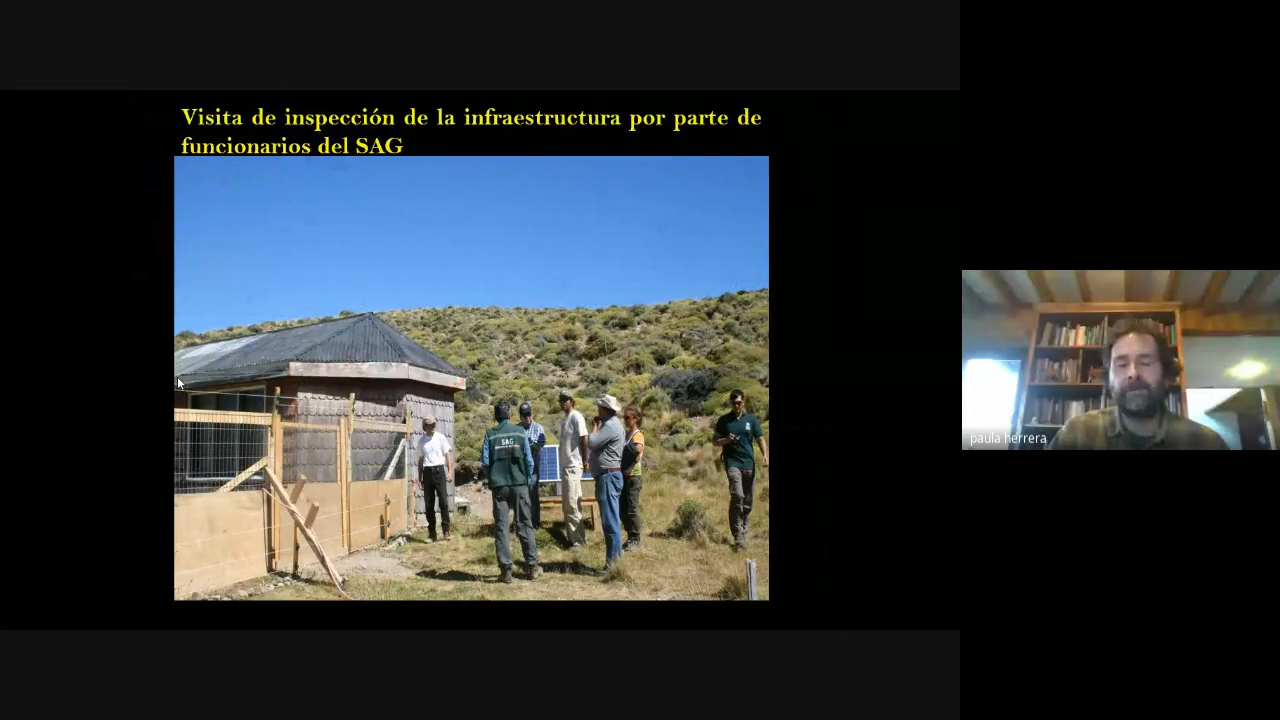 Visita de inspección de la infraestructura por parte de
funcionarios del SAG
SAG
paula herrera